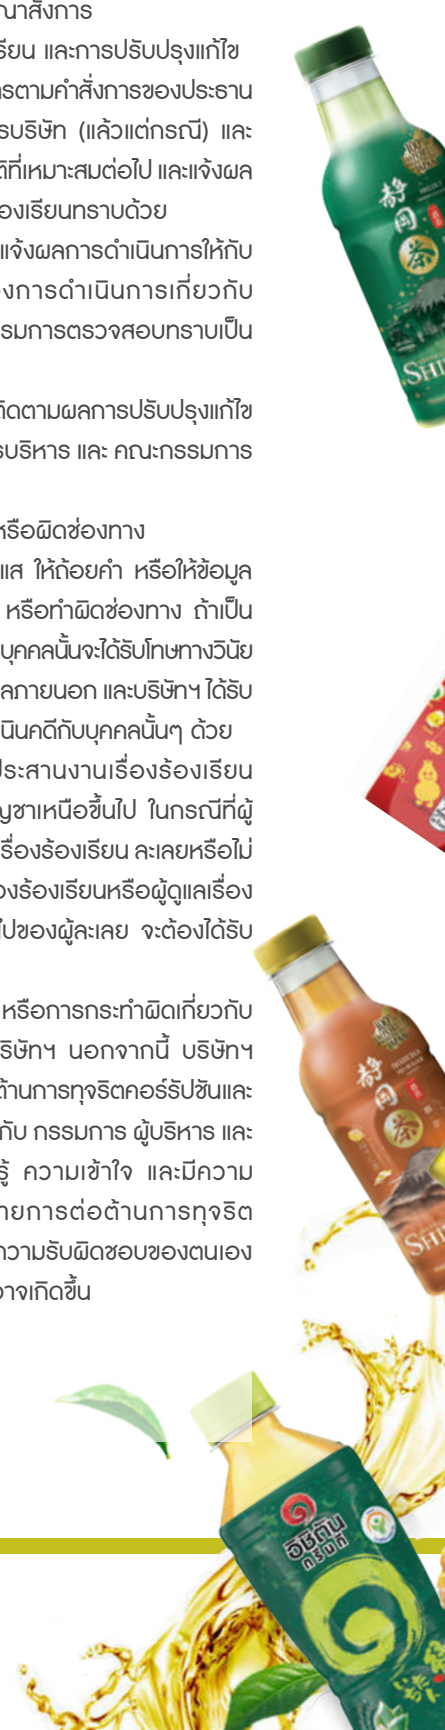 ณาสั่งการ
รียน และการปรับปรุงแก้ไข
รตามคำสั่งการของประธาน
รบริษัท (แล้วแต่กรณี) และ
ติที่เหมาะสมต่อไป และแจ้งผล
องเรียนทราบด้วย
แจ้งผลการดำเนินการให้กับ
งการดำเนินการเกี่ยวกับ
รรมการตรวจสอบทราบเป็น
ติดตามผลการปรับปรุงแก้ไข
รบริหาร และ คณะกรรมการ
หรือผิดช่องทาง
แส ให้ถ้อยคำ หรือให้ข้อมูล
หรือทำผิดช่องทาง ถ้าเป็น
บุคคลนั้นจะได้รับโทษทางวินัย
ลภายนอก และบริษัทฯ ได้รับ
นินคดีกับบุคคลนั้นๆ ด้วย
ประสานงานเรื่องร้องเรียน
ญชาเหนือขึ้นไป ในกรณีที่ผู้
รื่องร้องเรียน ละเลยหรือไม่
องร้องเรียนหรือผู้ดูแลเรื่อง
ไปของผู้ละเลย จะต้องได้รับ
หรือการกระทำผิดเกี่ยวกับ
ริษัทฯ นอกจากนี้ บริษัทฯ
ต้านการทุจริตคอร์รัปชันและ
กับ กรรมการ ผู้บริหาร และ
รู้ ความเข้าใจ และมีความ
ายการต่อต้านการทุจริต
ความรับผิดชอบของตนเอง
อาจเกิดขึ้น
静岡茶
SHI
静岡茶
SHI
อิชิตัน
กรีนที